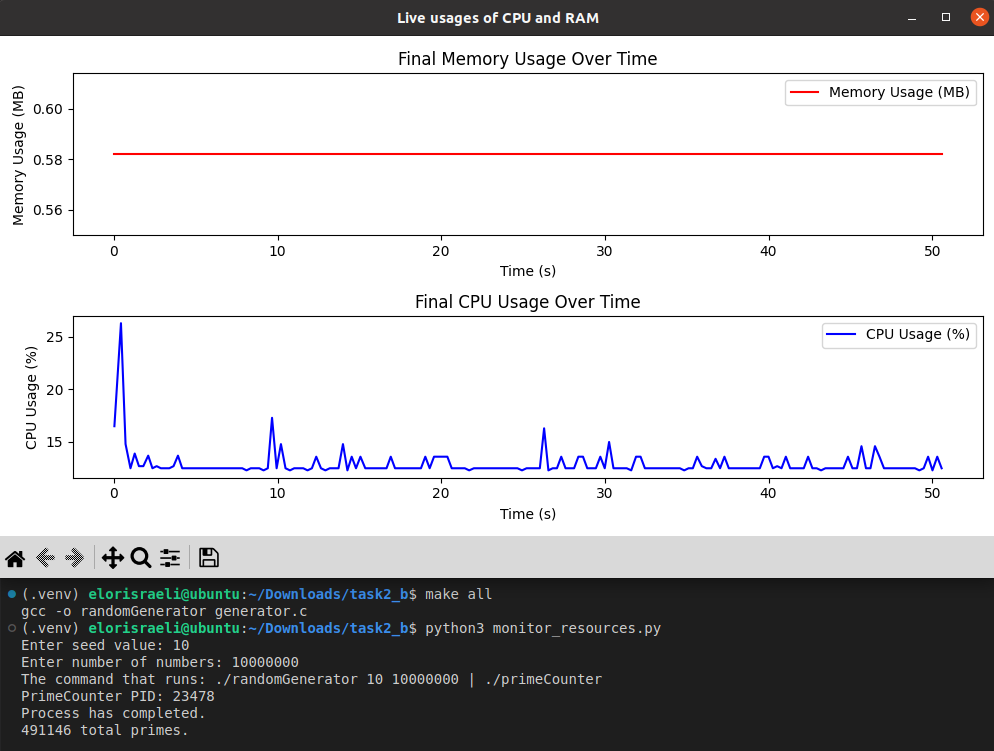 Live usages of CPU and RAM
Final Memory Usage Over Time
Memory Usage (MB)
0.60
0.58
0.56
Memory Usage (MB)
0 10 20 30 40 50
Time (s)
Final CPU Usage Over Time
CPU Usage (%)
25
20
15
CPU Usage (%)
0 10 20 30 40 50
Time (s)
(.venv) elorisraeli@ubuntu:~/Downloads/task2_b$ make all
gcc -o randomGenerator generator.c
(.venv) elorisraeli@ubuntu:~/Downloads/task2_b$ python3 monitor_resources.py
Enter seed value: 10
Enter number of numbers: 10000000
The command that runs: ./randomGenerator 10 10000000 | ./primeCounter
PrimeCounter PID: 23478
Process has completed.
491146 total primes.